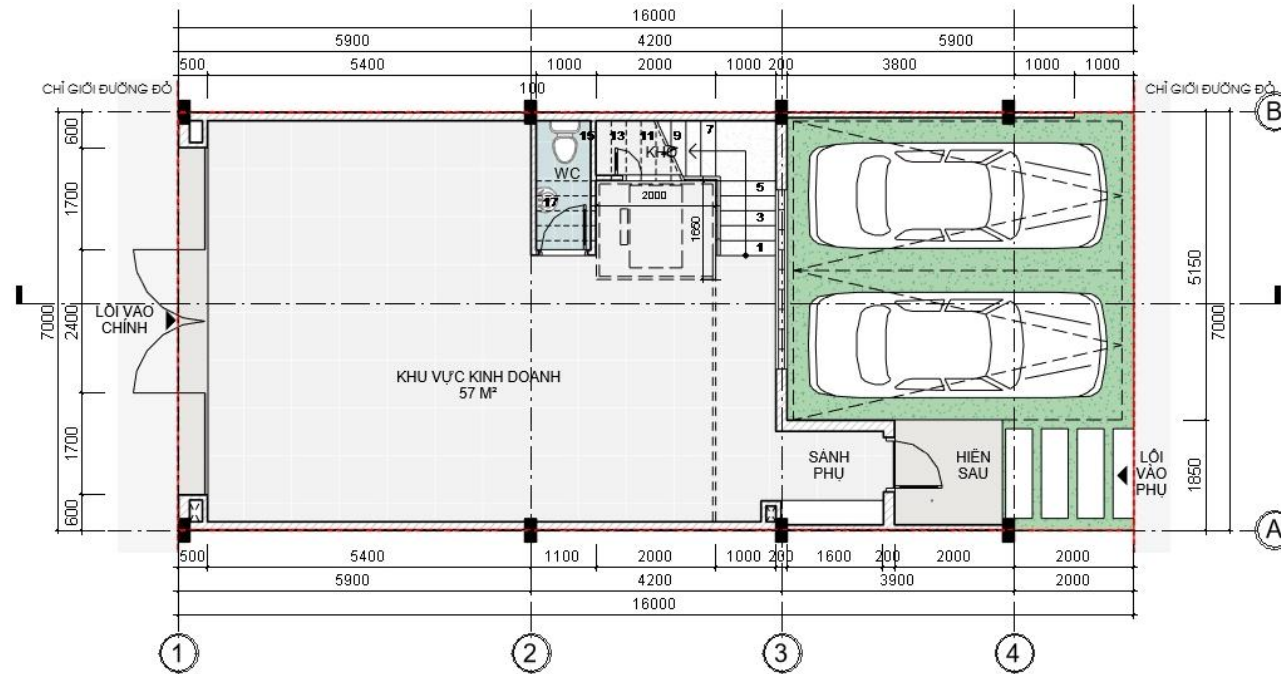 16000
5900 4200 5900
500 5400 1000 2000 1000 200 3800 1000 1000
100
CHỈ GIỚI ĐƯỜNG ĐỎ
CHỈ GIỚI ĐƯỜNG ĐỎ
B
600
1700
2400
1700
600
7000
15 13 11 9 7
KHO
WC
17
2000
1650
5
3
1
5150
7000
1850
LỐI VÀO
CHÍNH
KHU VỰC KINH DOANH
57 M²
SẢNH
PHỤ
HIÊN
SAU
LỐI
VÀO
PHỤ
A
500 5400 1100 2000 1000 200 1600 200 2000 2000
5900 4200 3900 2000
16000
1 2 3 4